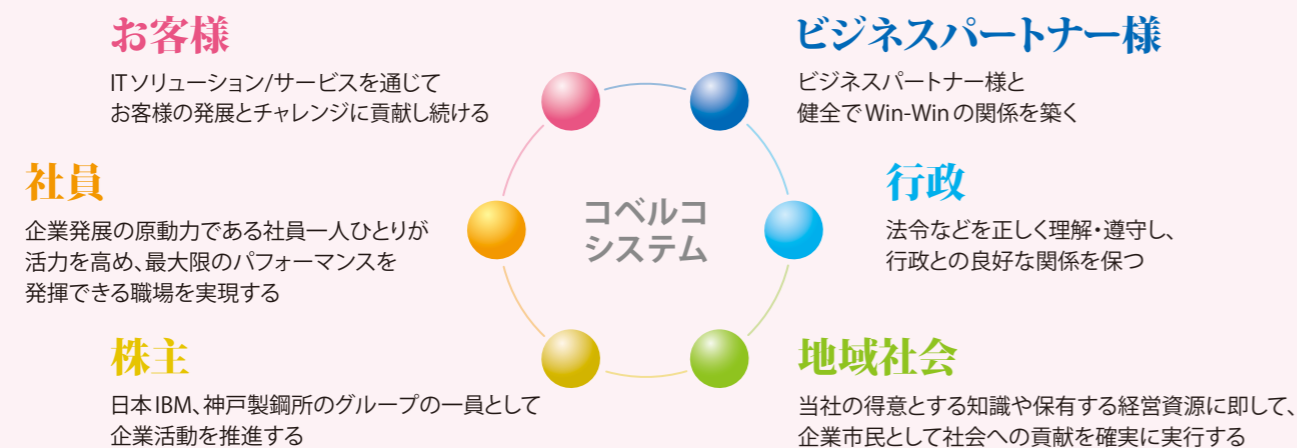 お客様
ITソリューション/サービスを通じて
お客様の発展とチャレンジに貢献し続ける
ビジネスパートナー様
ビジネスパートナー様と
健全でWin-Winの関係を築く
社員
企業発展の原動力である社員一人ひとりが
活力を高め、最大限のパフォーマンスを
発揮できる職場を実現する
コベルコ
システム
行政
法令などを正しく理解・遵守し、
行政との良好な関係を保つ
株主
日本IBM、神戸製鋼所のグループの一員として
企業活動を推進する
地域社会
当社の得意とする知識や保有する経営資源に即して、
企業市民として社会への貢献を確実に実行する